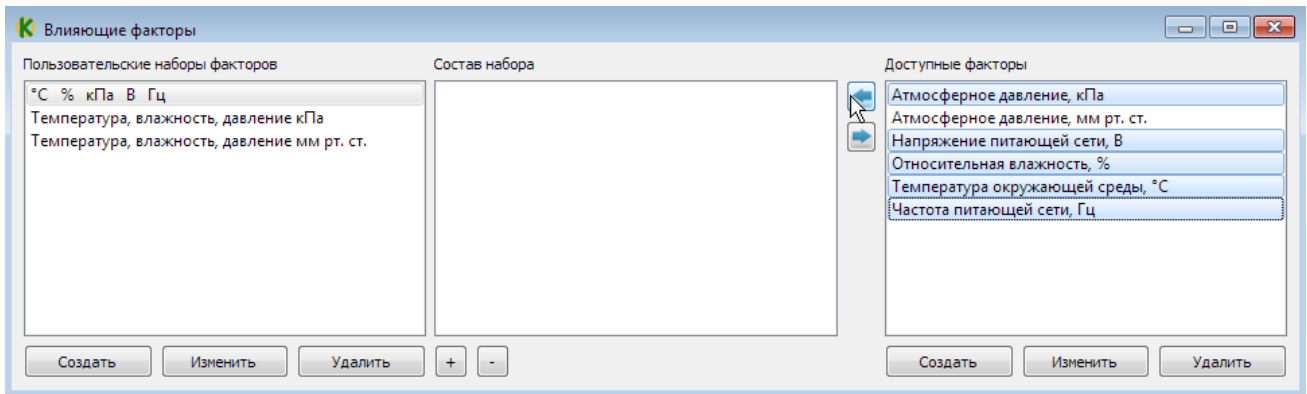 Влияющие факторы
Пользовательские наборы факторов
°C % кПа В Гц
Температура, влажность, давление кПа
Температура, влажность, давление мм рт. ст.
Создать Изменить Удалить
Состав набора
+ -
Доступные факторы
Атмосферное давление, кПа
Атмосферное давление, мм рт. ст.
Напряжение питающей сети, В
Относительная влажность, %
Температура окружающей среды, °C
Частота питающей сети, Гц
Создать Изменить Удалить